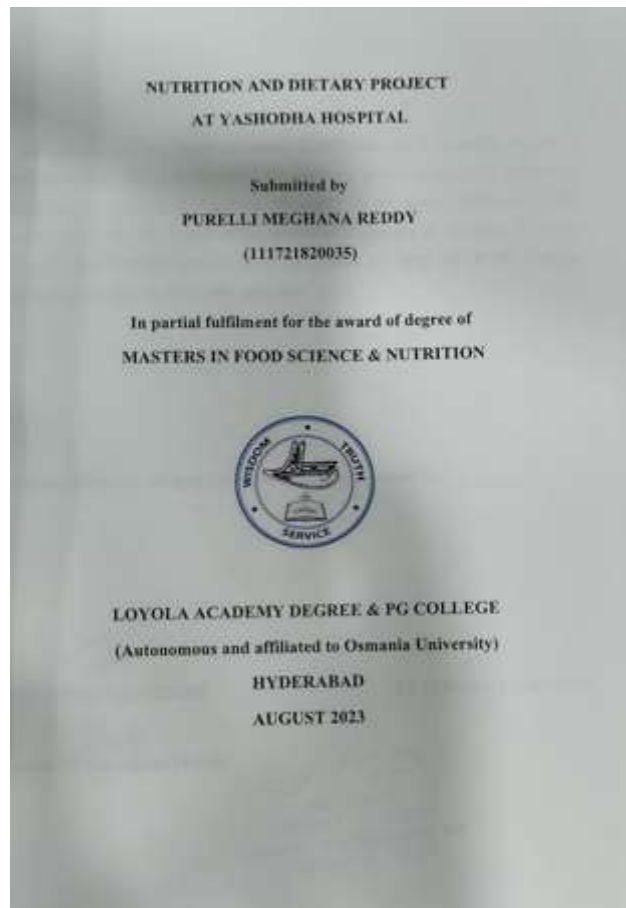 NUTRITION AND DIETARY PROJECT
AT YASHODHA HOSPITAL
Submitted by
PURELLI MEGHANA REDDY
(111721820035)
In partial fulfilment for the award of degree of
MASTERS IN FOOD SCIENCE & NUTRITION
WISDOM TRUTH
SERVICE
LOYOLA ACADEMY DEGREE & PG COLLEGE
(Autonomous and affiliated to Osmania University)
HYDERABAD
AUGUST 2023